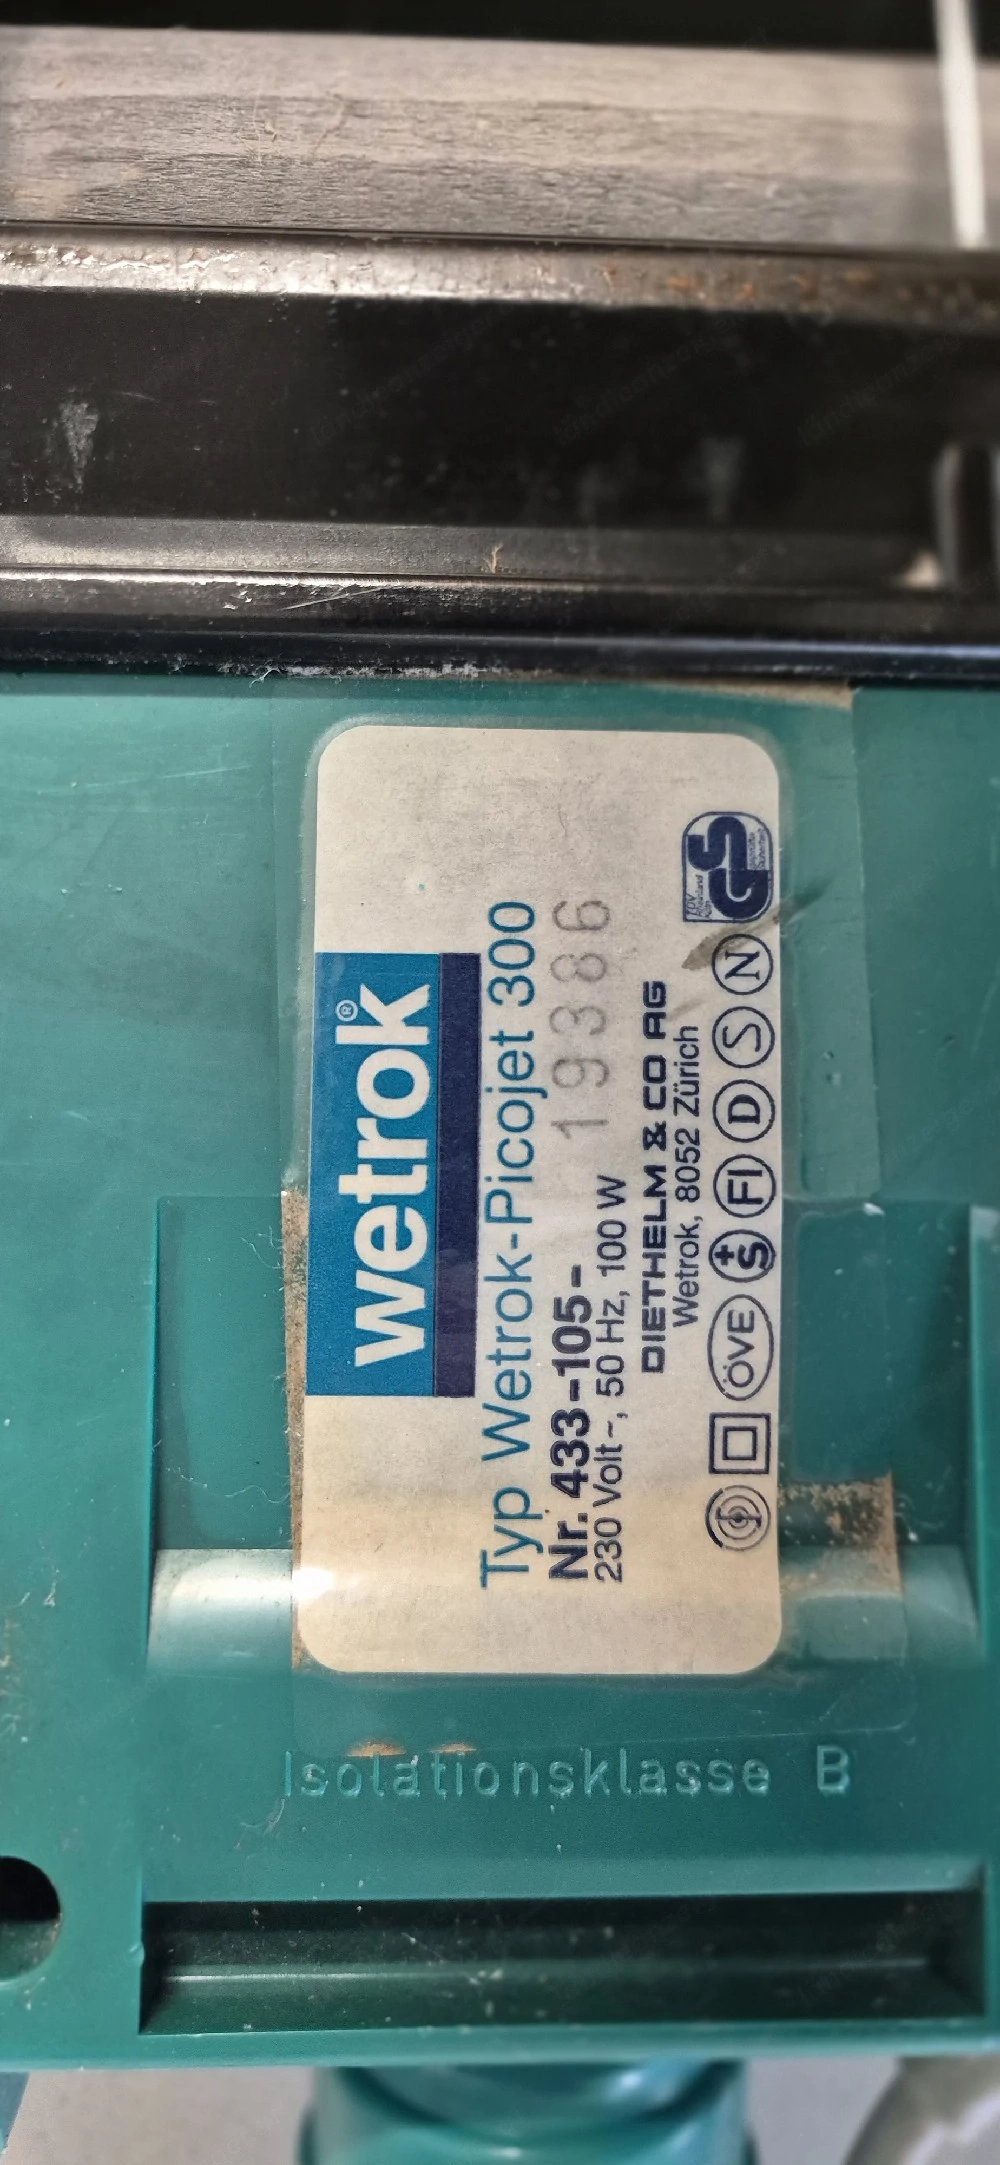 wetrok®
Typ Wetrok-Picojet 300
Nr. 433-105- 19386
230 Volt ~, 50 Hz, 100 W
DIETHELM & CO AG
Wetrok, 8052 Zürich
ÖVE +S FI D S N GS
Isolationsklasse B